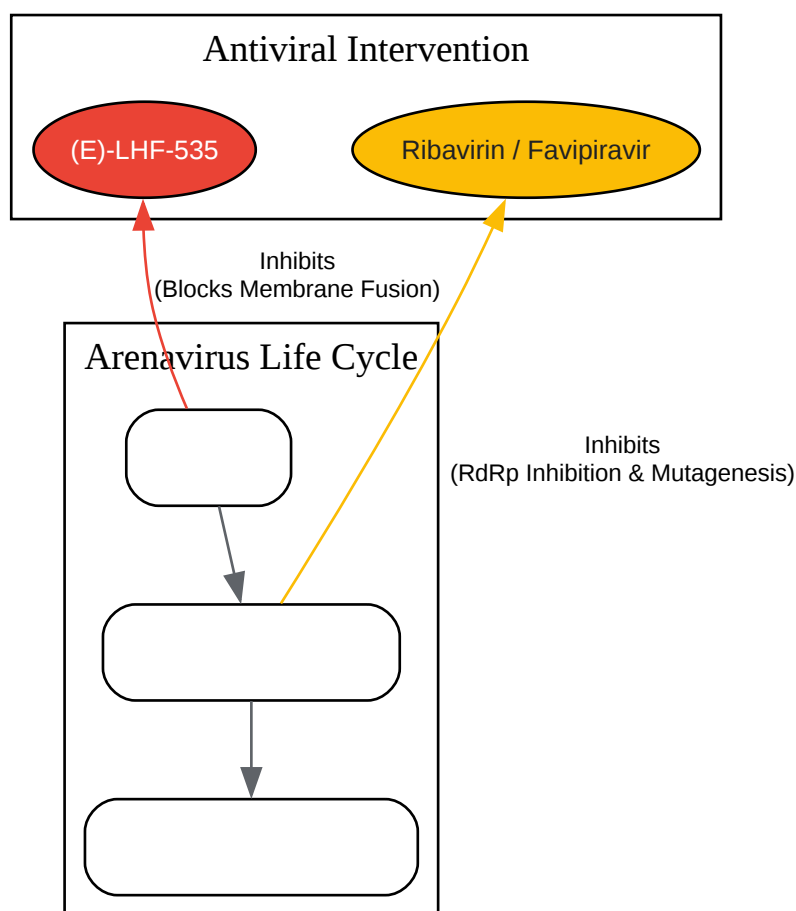 Antiviral Intervention
(E)-LHF-535
Ribavirin / Favipiravir
Inhibits
(Blocks Membrane Fusion)
Arenavirus Life Cycle
Inhibits
(RdRp Inhibition & Mutagenesis)